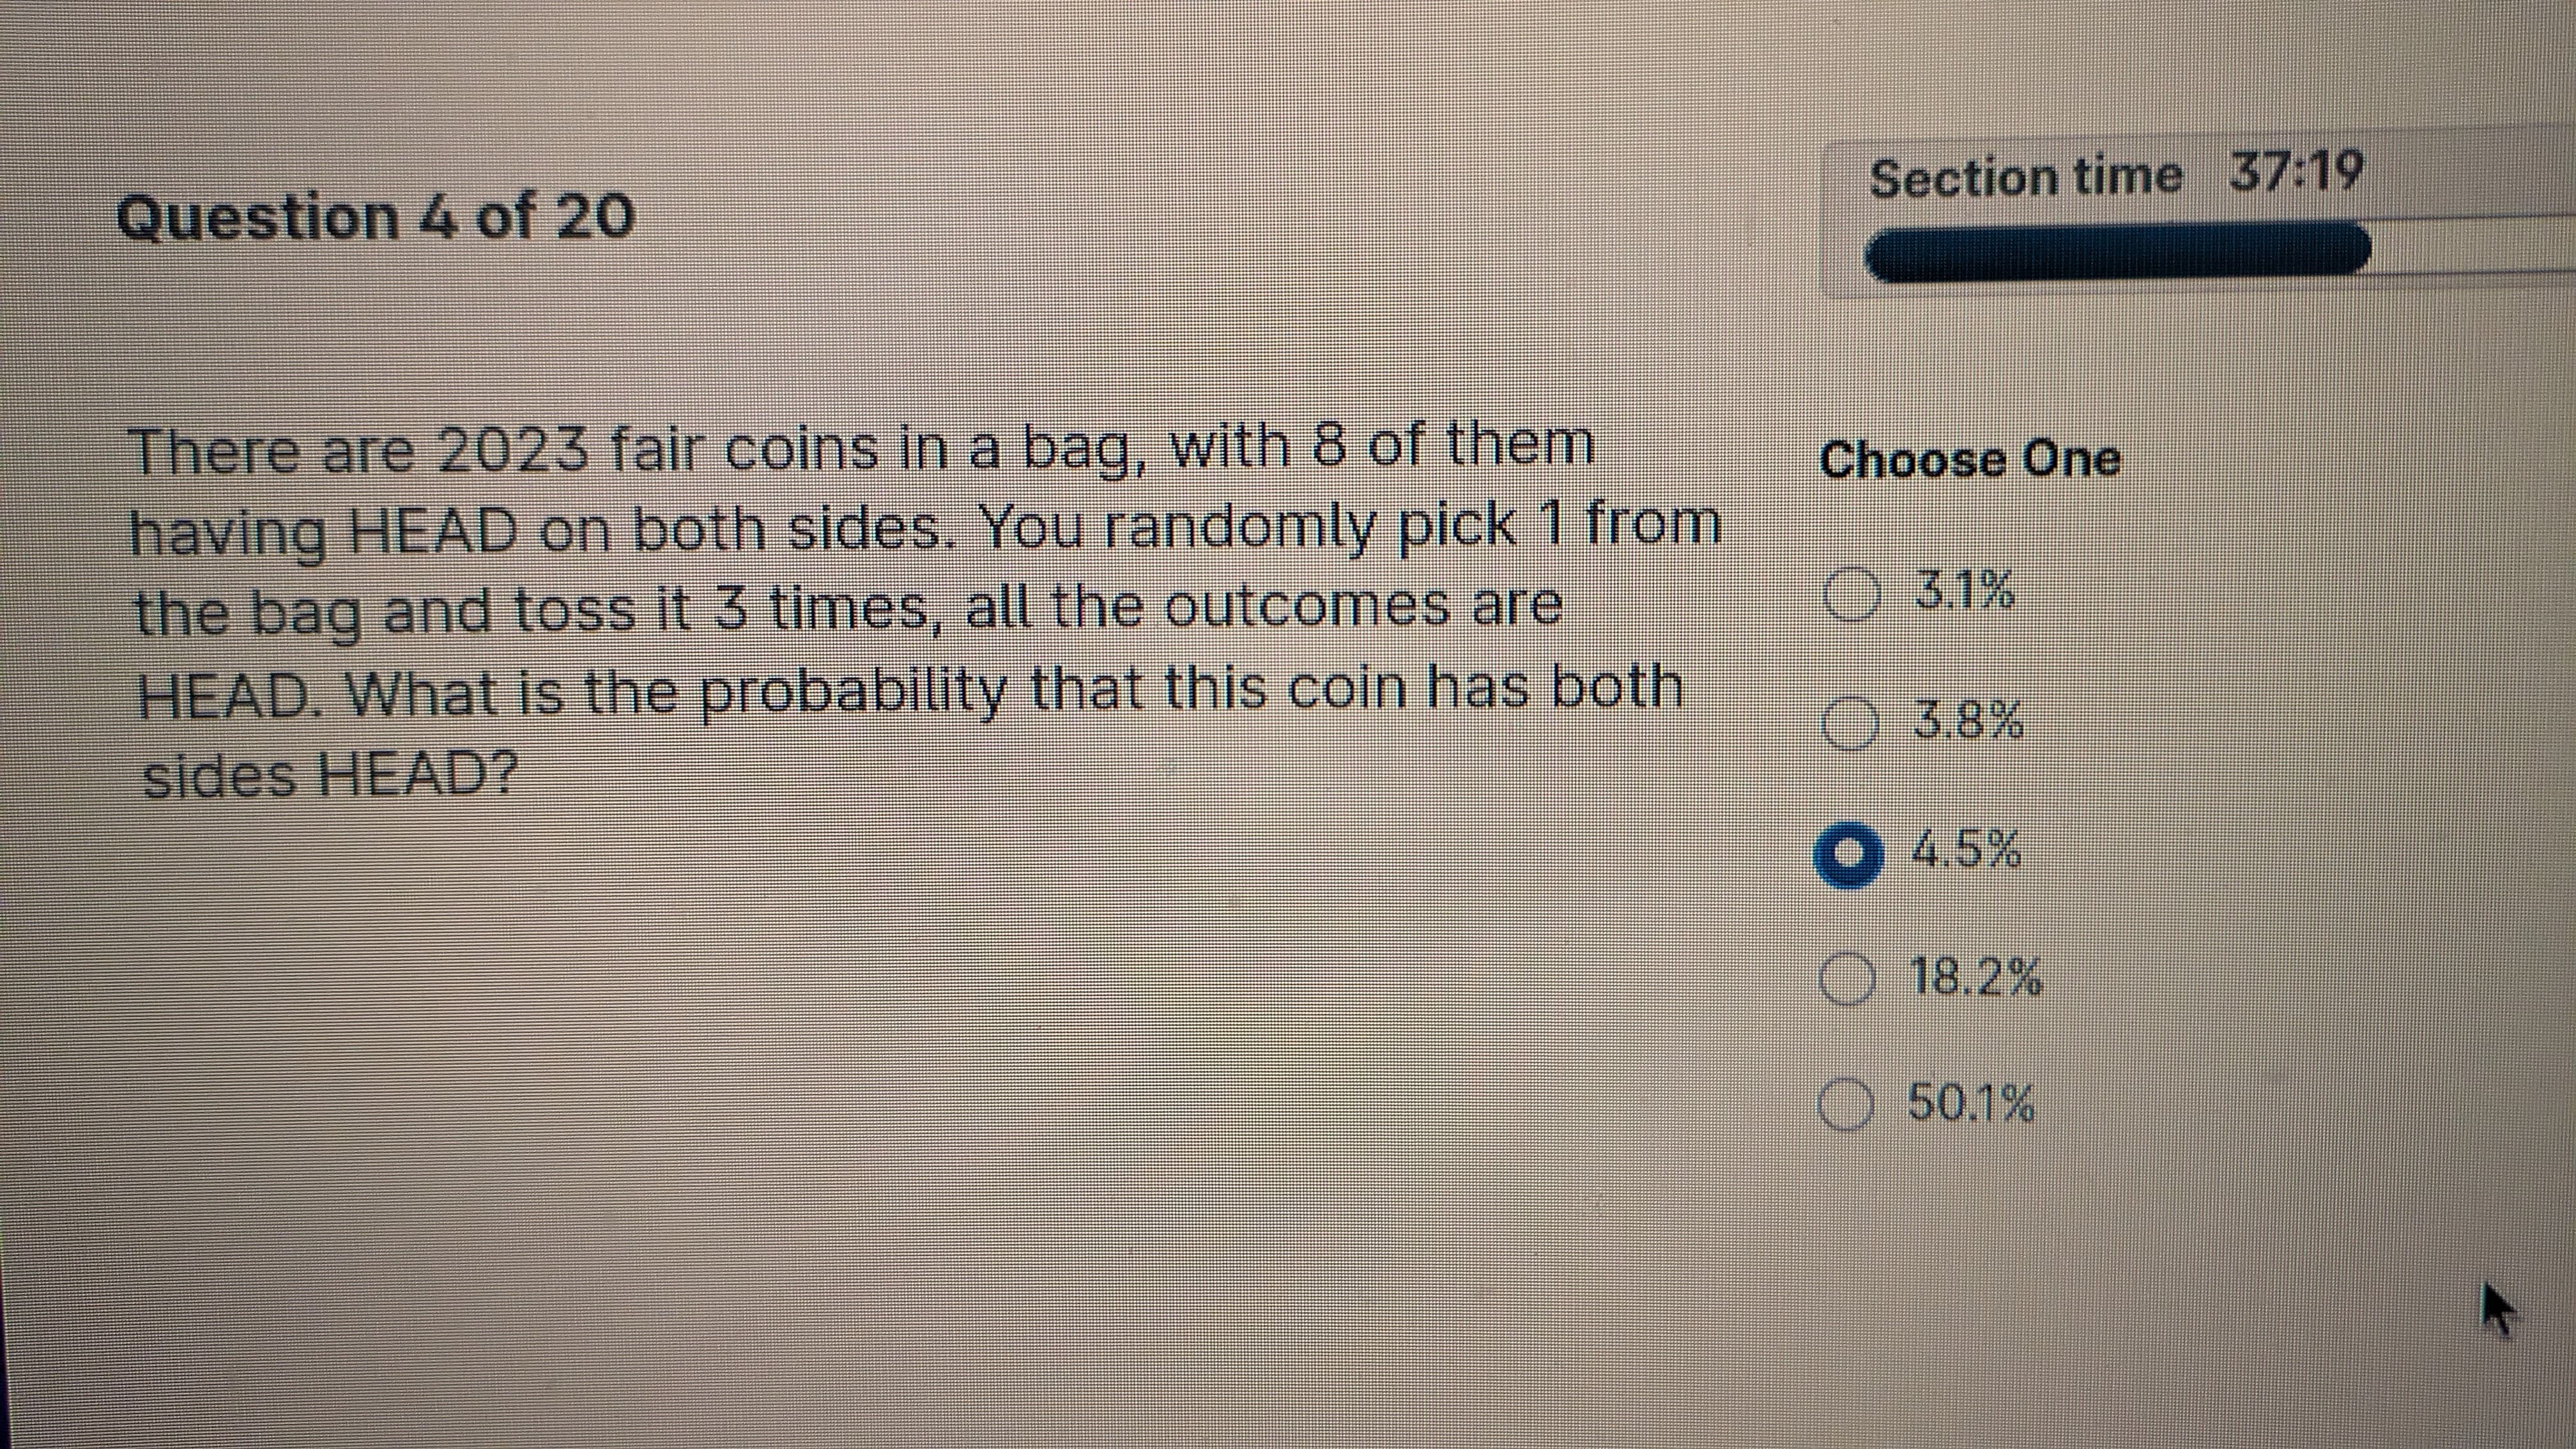 Question 4 of 20
Section time 37:19
There are 2023 fair coins in a bag, with 8 of them
having HEAD on both sides. You randomly pick 1 from
the bag and toss it 3 times, all the outcomes are
HEAD. What is the probability that this coin has both
sides HEAD?
Choose One
3.1%
3.8%
4.5%
18.2%
50.1%